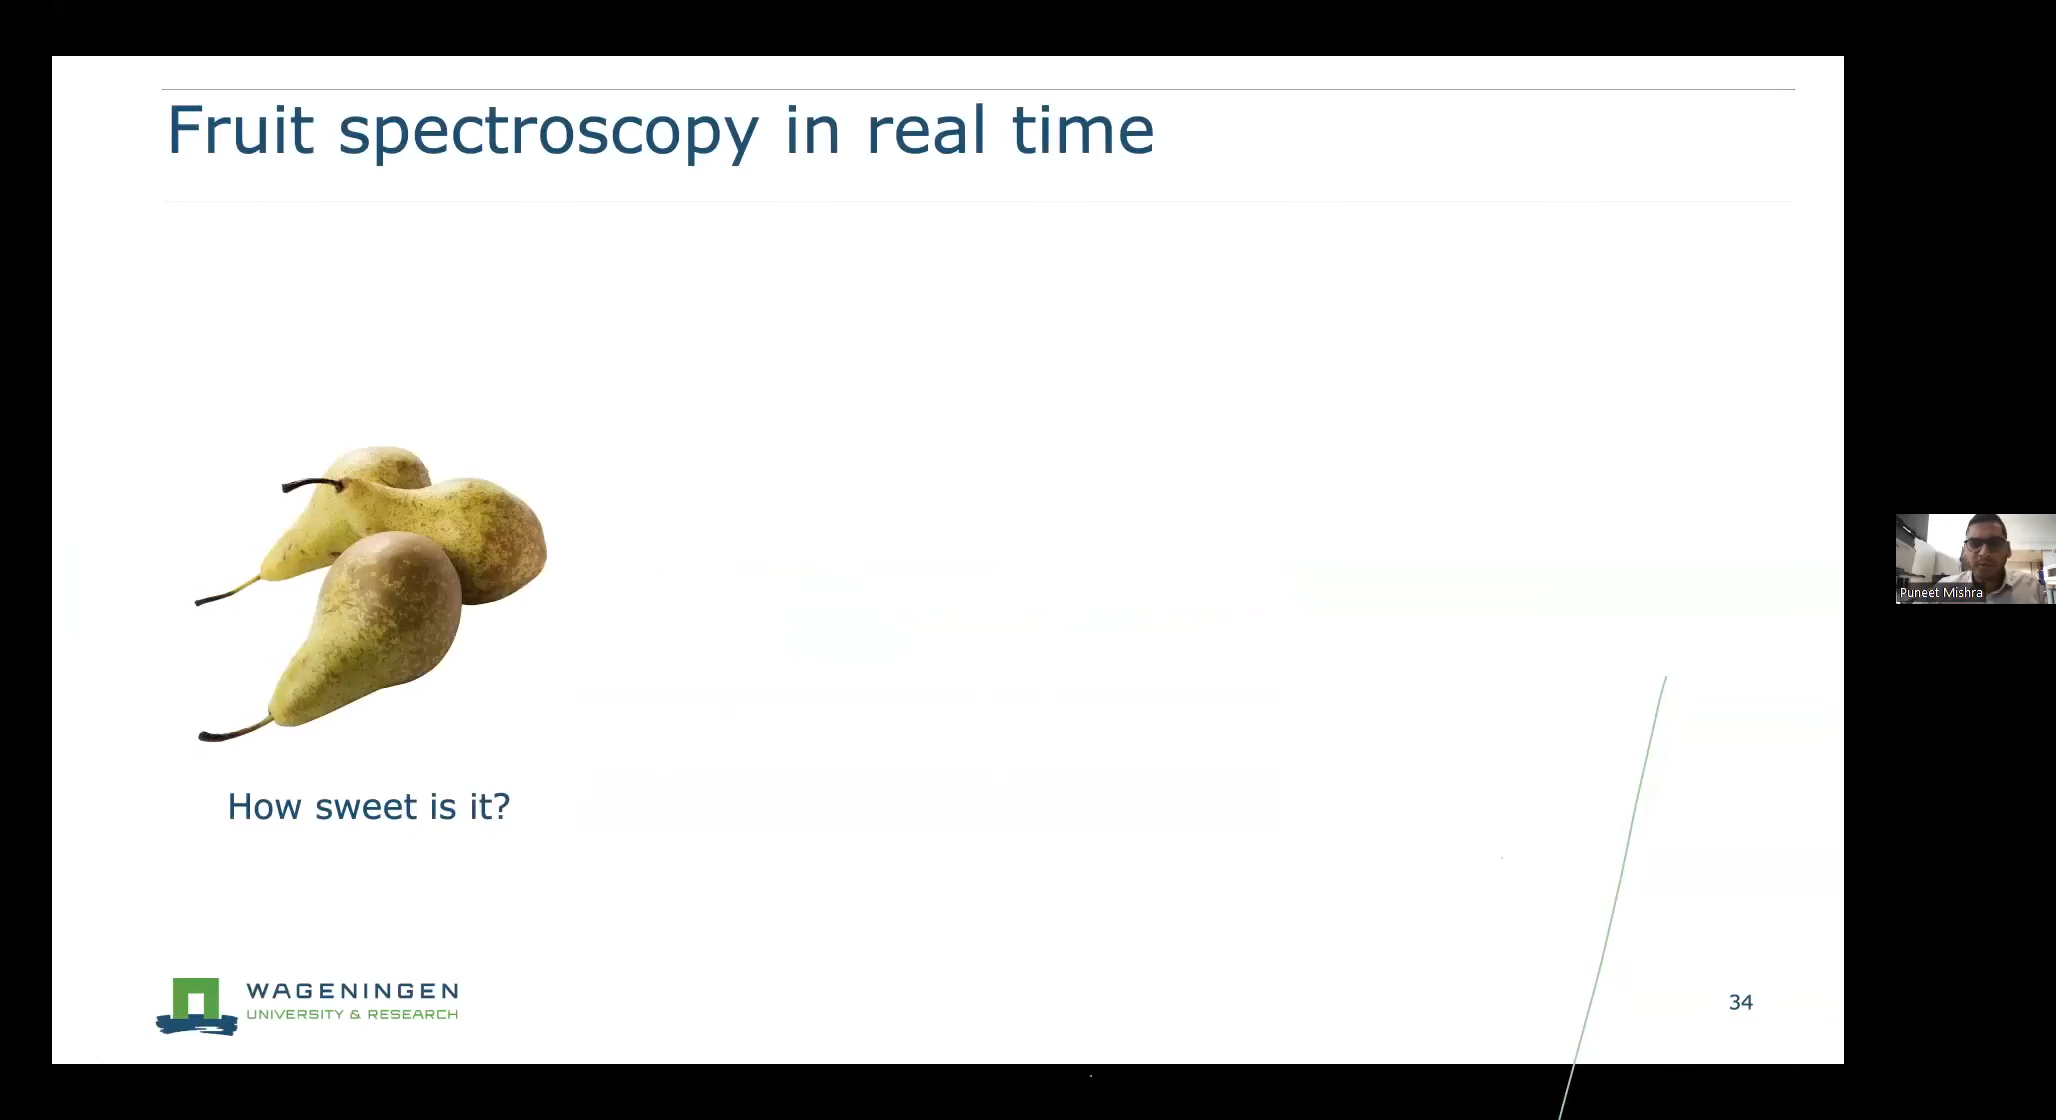 Fruit spectroscopy in real time
How sweet is it?
WAGENINGEN
UNIVERSITY & RESEARCH
34
Puneet Mishra